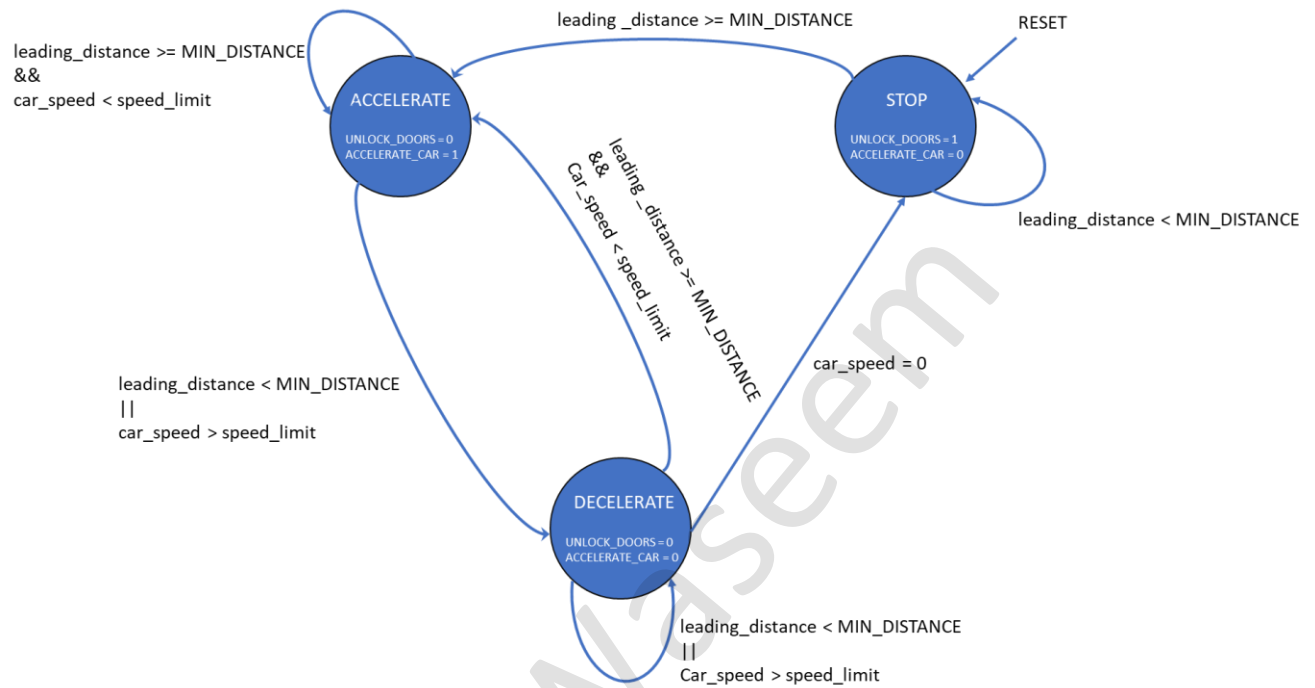 leading _distance >= MIN_DISTANCE
RESET
leading_distance >= MIN_DISTANCE
&&
car_speed < speed_limit
ACCELERATE
UNLOCK_DOORS = 0
ACCELERATE_CAR = 1
STOP
UNLOCK_DOORS = 1
ACCELERATE_CAR = 0
leading_distance < MIN_DISTANCE
leading _distance >= MIN_DISTANCE
&&
Car_speed < speed_limit
car_speed = 0
leading_distance < MIN_DISTANCE
||
car_speed > speed_limit
DECELERATE
UNLOCK_DOORS = 0
ACCELERATE_CAR = 0
leading_distance < MIN_DISTANCE
||
Car_speed > speed_limit
Waseem